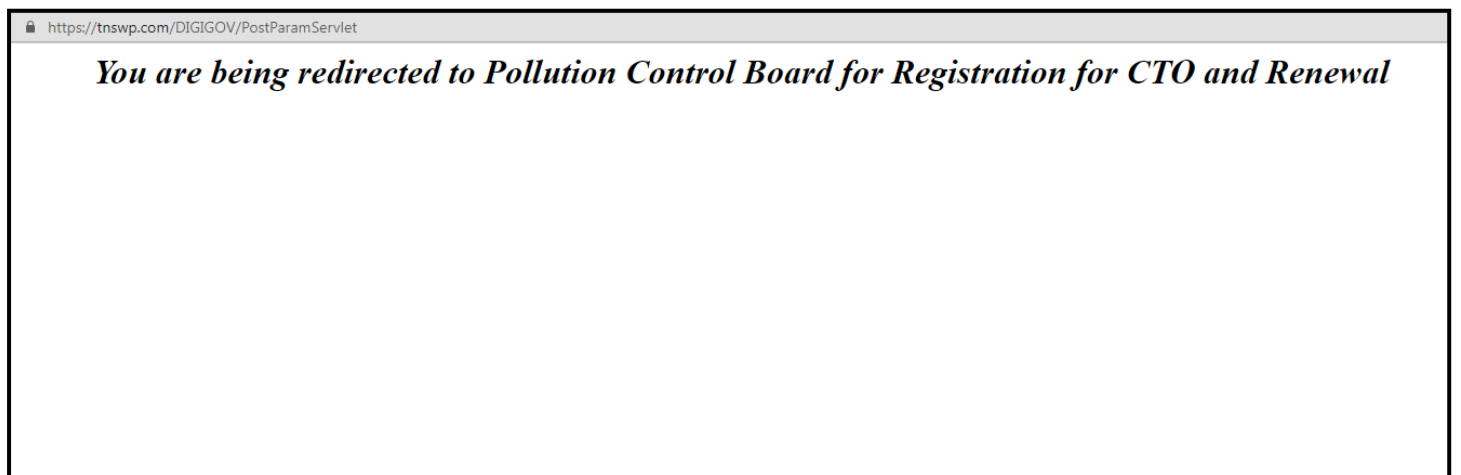 https://tnswp.com/DIGIGOV/PostParamServlet
You are being redirected to Pollution Control Board for Registration for CTO and Renewal